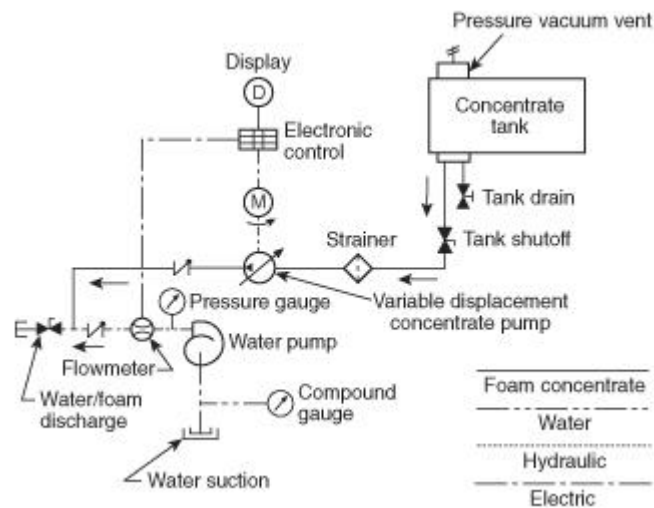 Pressure vacuum vent
Display
D
Concentrate
tank
Electronic
control
M
Tank drain
Strainer
Tank shutoff
Pressure gauge
Variable displacement
concentrate pump
Water pump
Flowmeter
Water/foam
discharge
Compound
gauge
Water suction
Foam concentrate
Water
Hydraulic
Electric